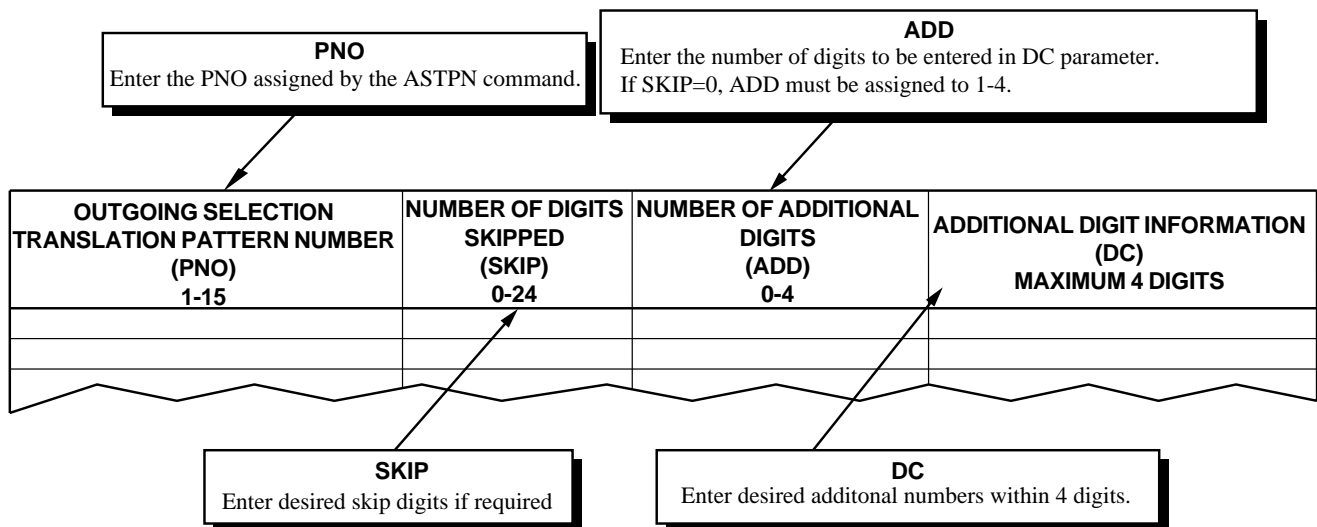 PNO
Enter the PNO assigned by the ASTPN command.
ADD
Enter the number of digits to be entered in DC parameter.
If SKIP=0, ADD must be assigned to 1-4.
OUTGOING SELECTION
TRANSLATION PATTERN NUMBER
(PNO)
1-15
NUMBER OF DIGITS
SKIPPED
(SKIP)
0-24
NUMBER OF ADDITIONAL
DIGITS
(ADD)
0-4
ADDITIONAL DIGIT INFORMATION
(DC)
MAXIMUM 4 DIGITS
SKIP
Enter desired skip digits if required
DC
Enter desired additonal numbers within 4 digits.